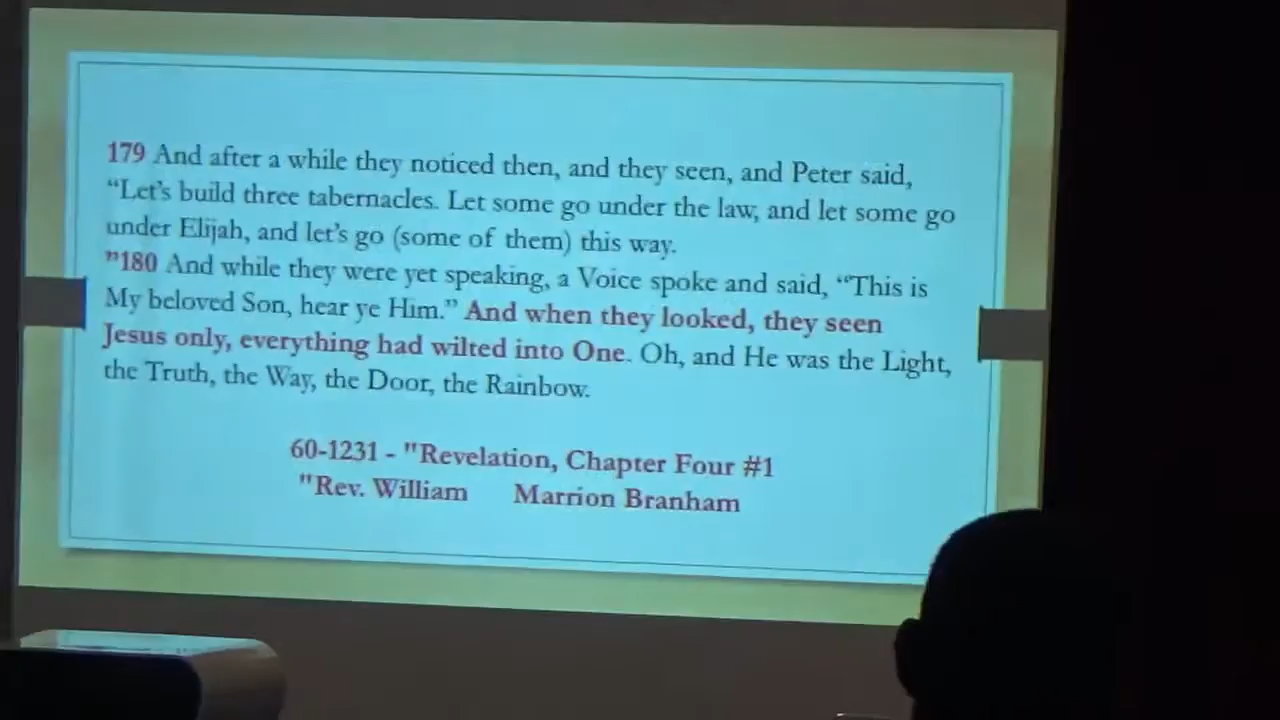 179 And after a while they noticed then, and they seen, and Peter said,
“Let’s build three tabernacles. Let some go under the law, and let some go
under Elijah, and let’s go (some of them) this way.
”180 And while they were yet speaking, a Voice spoke and said, “This is
My beloved Son, hear ye Him.” And when they looked, they seen
Jesus only, everything had wilted into One. Oh, and He was the Light,
the Truth, the Way, the Door, the Rainbow.
60-1231 - "Revelation, Chapter Four #1
"Rev. William Marrion Branham